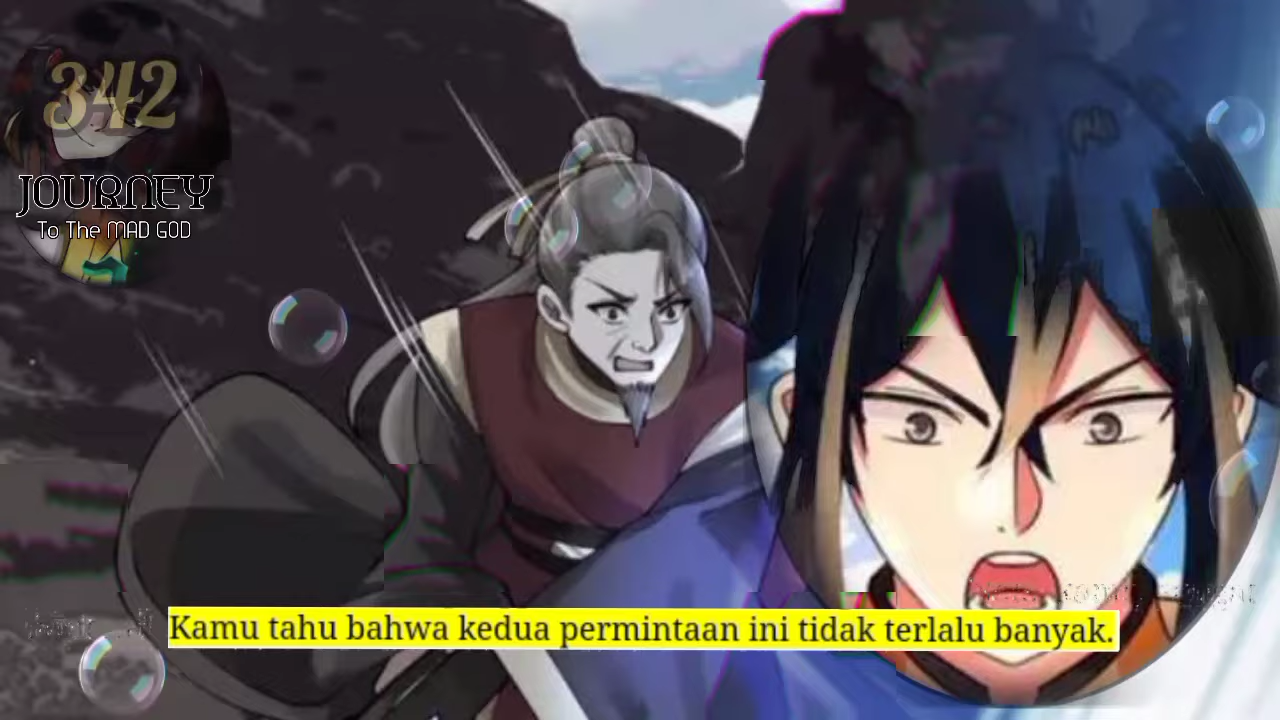 342
JOURNEY
To The MAD GOD
Kamu tahu bahwa kedua permintaan ini tidak terlalu banyak.